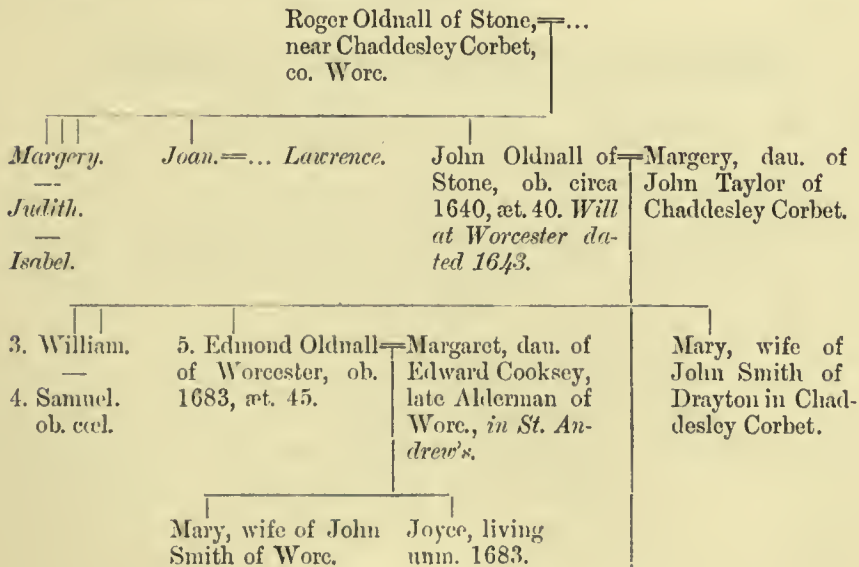 Roger Oldnall of Stone,=...
near Chaddesley Corbet,
co. Worc.
Margery.
—
Judith.
—
Isabel.
Joan.=... Lawrence.
John Oldnall of=Margery, dau. of
Stone, ob. circa John Taylor of
1640, æt. 40. Will Chaddesley Corbet.
at Worcester da-
ted 1643.
3. William.
—
4. Samuel.
ob. cœl.
5. Edmond Oldnall=Margaret, dau. of
of Worcester, ob. Edward Cooksey,
1683, æt. 45. late Alderman of
Worc., in St. An-
drew's.
Mary, wife of
John Smith of
Drayton in Chad-
desley Corbet.
Mary, wife of John
Smith of Worc.
Joyce, living
unm. 1683.